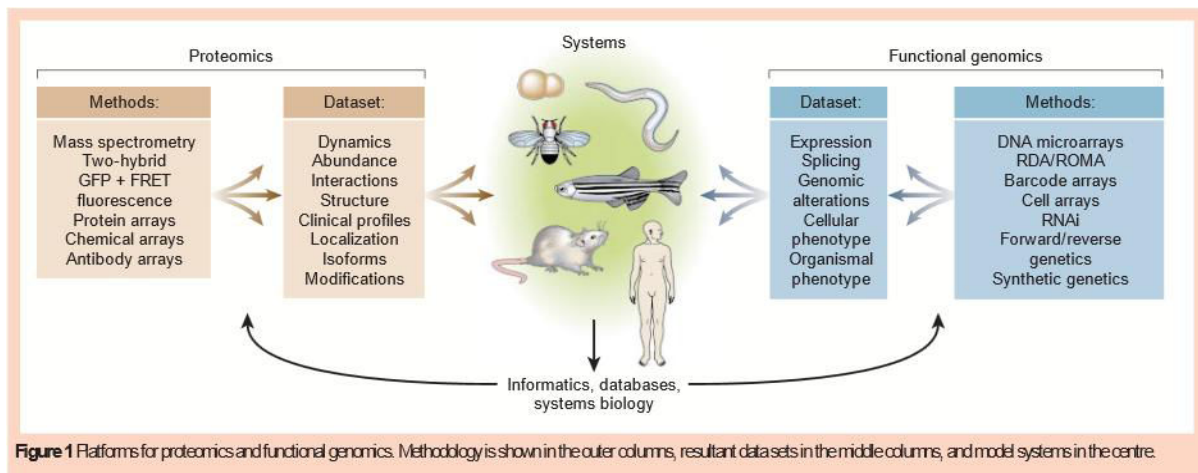 Systems
Proteomics
Functional genomics
Methods:
Mass spectrometry
Two-hybrid
GFP + FRET
fluorescence
Protein arrays
Chemical arrays
Antibody arrays
Dataset:
Dynamics
Abundance
Interactions
Structure
Clinical profiles
Localization
Isoforms
Modifications
Dataset:
Expression
Splicing
Genomic
alterations
Cellular
phenotype
Organismal
phenotype
Methods:
DNA microarrays
RDA/ROMA
Barcode arrays
Cell arrays
RNAi
Forward/reverse
genetics
Synthetic genetics
Informatics, databases,
systems biology
Figure 1 Platforms for proteomics and functional genomics. Methodology is shown in the outer columns, resultant data sets in the middle columns, and model systems in the centre.